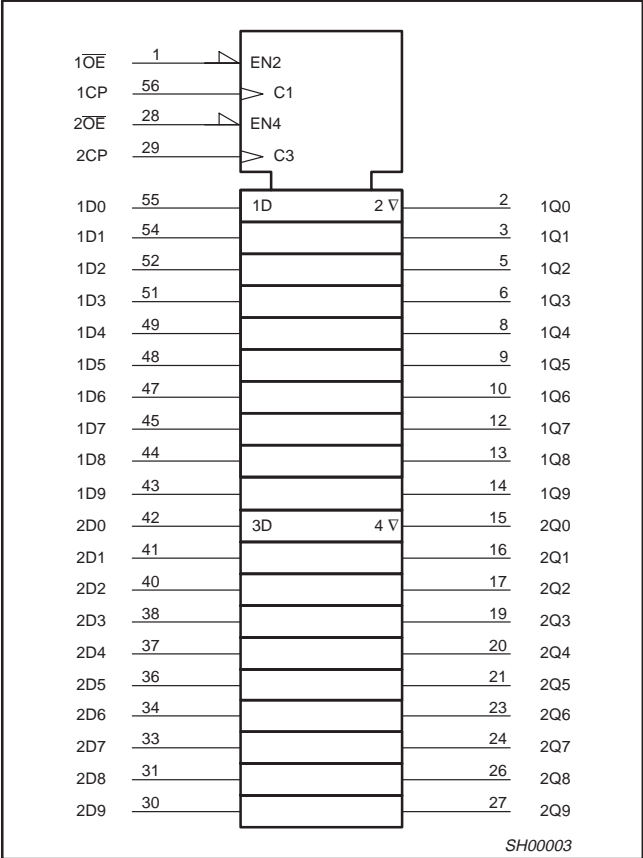 1O̅E̅ 1 EN2
1CP 56 C1
2O̅E̅ 28 EN4
2CP 29 C3
1D0 55 1D 2 ∇ 2 1Q0
1D1 54 3 1Q1
1D2 52 5 1Q2
1D3 51 6 1Q3
1D4 49 8 1Q4
1D5 48 9 1Q5
1D6 47 10 1Q6
1D7 45 12 1Q7
1D8 44 13 1Q8
1D9 43 14 1Q9
2D0 42 3D 4 ∇ 15 2Q0
2D1 41 16 2Q1
2D2 40 17 2Q2
2D3 38 19 2Q3
2D4 37 20 2Q4
2D5 36 21 2Q5
2D6 34 23 2Q6
2D7 33 24 2Q7
2D8 31 26 2Q8
2D9 30 27 2Q9
SH00003